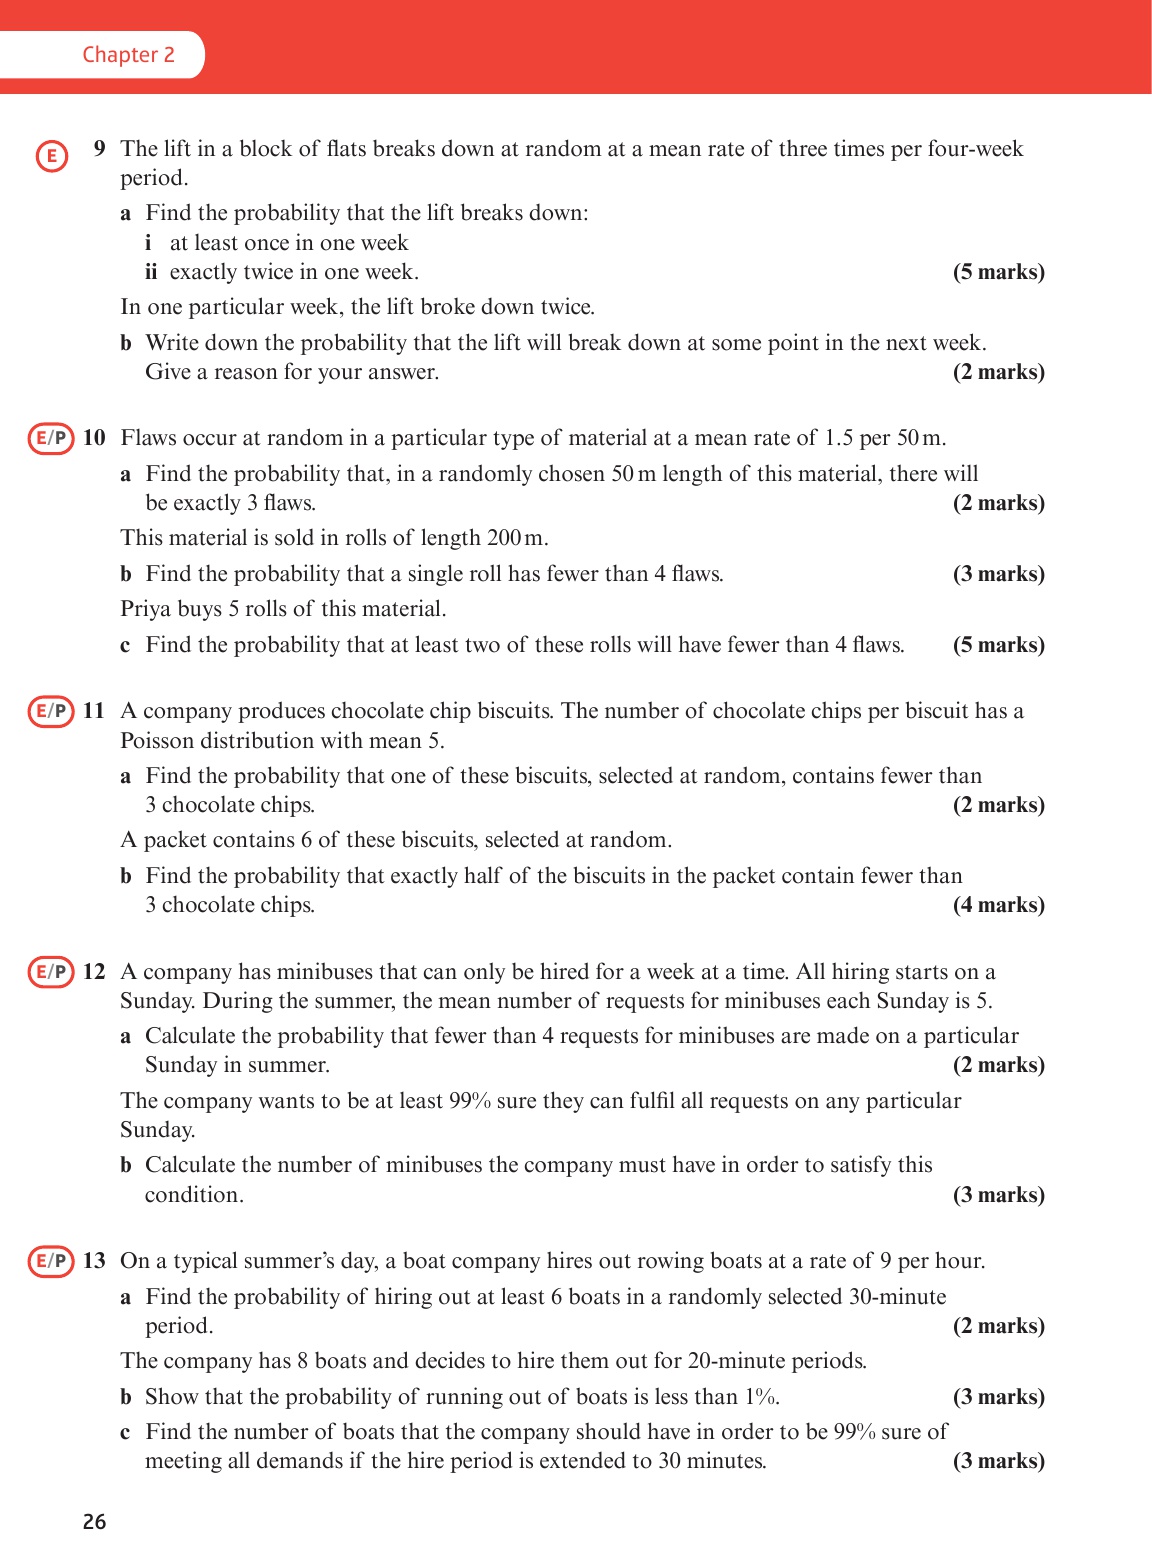 Chapter 2
E 9 The lift in a block of flats breaks down at random at a mean rate of three times per four-week
period.
a Find the probability that the lift breaks down:
i at least once in one week
ii exactly twice in one week. (5 marks)
In one particular week, the lift broke down twice.
b Write down the probability that the lift will break down at some point in the next week.
Give a reason for your answer. (2 marks)
E/P 10 Flaws occur at random in a particular type of material at a mean rate of 1.5 per 50 m.
a Find the probability that, in a randomly chosen 50 m length of this material, there will
be exactly 3 flaws. (2 marks)
This material is sold in rolls of length 200 m.
b Find the probability that a single roll has fewer than 4 flaws. (3 marks)
Priya buys 5 rolls of this material.
c Find the probability that at least two of these rolls will have fewer than 4 flaws. (5 marks)
E/P 11 A company produces chocolate chip biscuits. The number of chocolate chips per biscuit has a
Poisson distribution with mean 5.
a Find the probability that one of these biscuits, selected at random, contains fewer than
3 chocolate chips. (2 marks)
A packet contains 6 of these biscuits, selected at random.
b Find the probability that exactly half of the biscuits in the packet contain fewer than
3 chocolate chips. (4 marks)
E/P 12 A company has minibuses that can only be hired for a week at a time. All hiring starts on a
Sunday. During the summer, the mean number of requests for minibuses each Sunday is 5.
a Calculate the probability that fewer than 4 requests for minibuses are made on a particular
Sunday in summer. (2 marks)
The company wants to be at least 99% sure they can fulfil all requests on any particular
Sunday.
b Calculate the number of minibuses the company must have in order to satisfy this
condition. (3 marks)
E/P 13 On a typical summer's day, a boat company hires out rowing boats at a rate of 9 per hour.
a Find the probability of hiring out at least 6 boats in a randomly selected 30-minute
period. (2 marks)
The company has 8 boats and decides to hire them out for 20-minute periods.
b Show that the probability of running out of boats is less than 1%. (3 marks)
c Find the number of boats that the company should have in order to be 99% sure of
meeting all demands if the hire period is extended to 30 minutes. (3 marks)
26